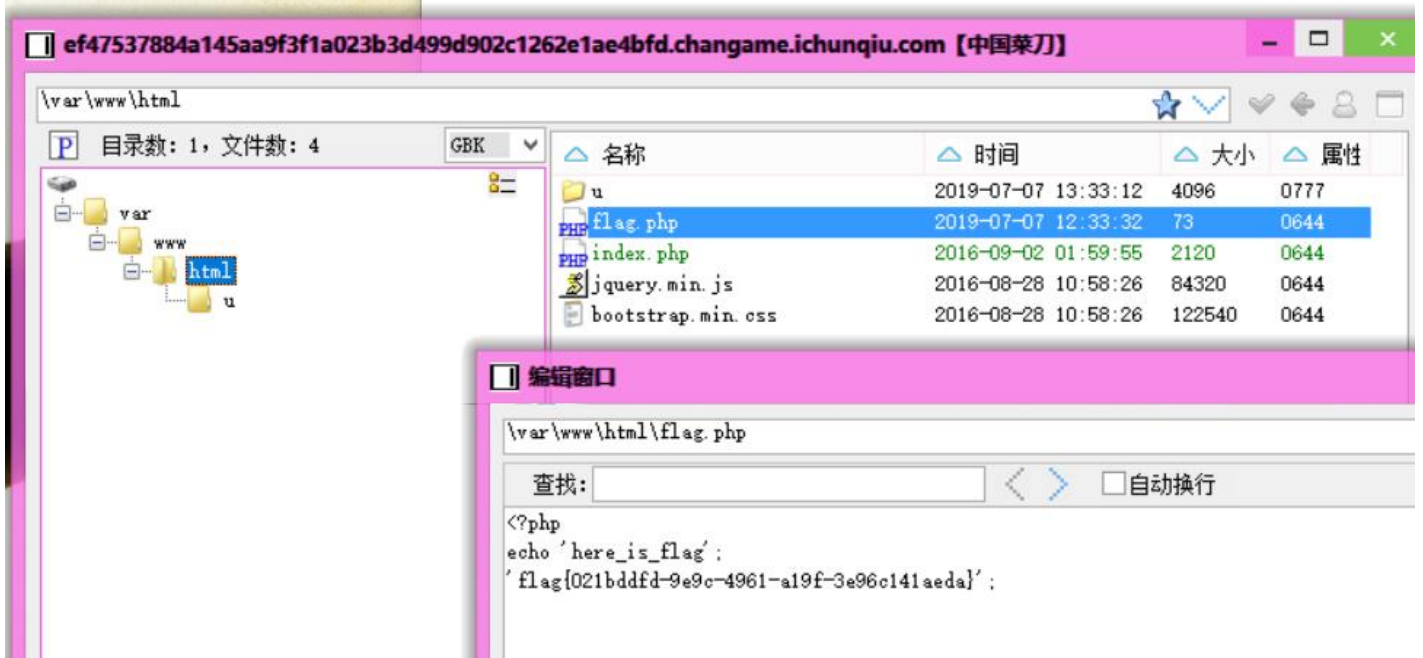 ef47537884a145aa9f3f1a023b3d499d902c1262e1ae4bfd.changame.ichunqiu.com【中国菜刀】
\var\www\html
P 目录数: 1, 文件数: 4 GBK
名称 时间 大小 属性
var
www
html
u
u 2019-07-07 13:33:12 4096 0777
PHP flag.php 2019-07-07 12:33:32 73 0644
PHP index.php 2016-09-02 01:59:55 2120 0644
jquery.min.js 2016-08-28 10:58:26 84320 0644
bootstrap.min.css 2016-08-28 10:58:26 122540 0644
编辑窗口
\var\www\html\flag.php
查找: 自动换行
<?php
echo 'here_is_flag';
'flag{021bddfd-9e9c-4961-a19f-3e96c141aeda}';